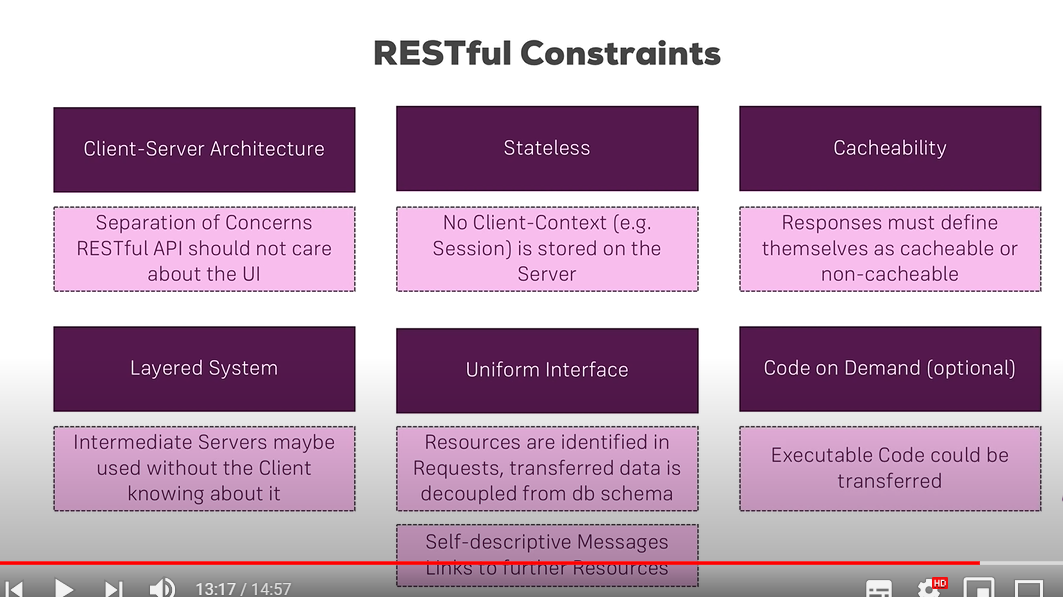 RESTful Constraints
Client-Server Architecture
Stateless
Cacheability
Separation of Concerns
RESTful API should not care
about the UI
No Client-Context (e.g.
Session) is stored on the
Server
Responses must define
themselves as cacheable or
non-cacheable
Layered System
Uniform Interface
Code on Demand (optional)
Intermediate Servers maybe
used without the Client
knowing about it
Resources are identified in
Requests, transferred data is
decoupled from db schema
Executable Code could be
transferred
Self-descriptive Messages
Links to further Resources
13:17 / 14:57
HD